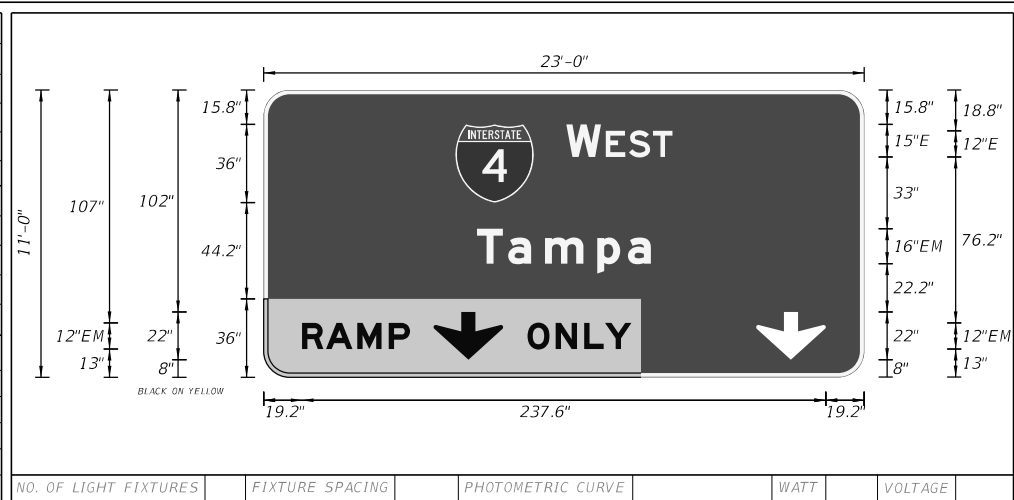 23'-0"
15.8"
36"
44.2"
36"
102"
22"
8"
107"
12"EM
13"
11'-0"
BLACK ON YELLOW
INTERSTATE
4
WEST
Tampa
RAMP ONLY
15.8"
15"E
33"
16"EM
22.2"
22"
8"
18.8"
12"E
76.2"
12"EM
13"
19.2" 237.6" 19.2"
NO. OF LIGHT FIXTURES FIXTURE SPACING PHOTOMETRIC CURVE WATT VOLTAGE